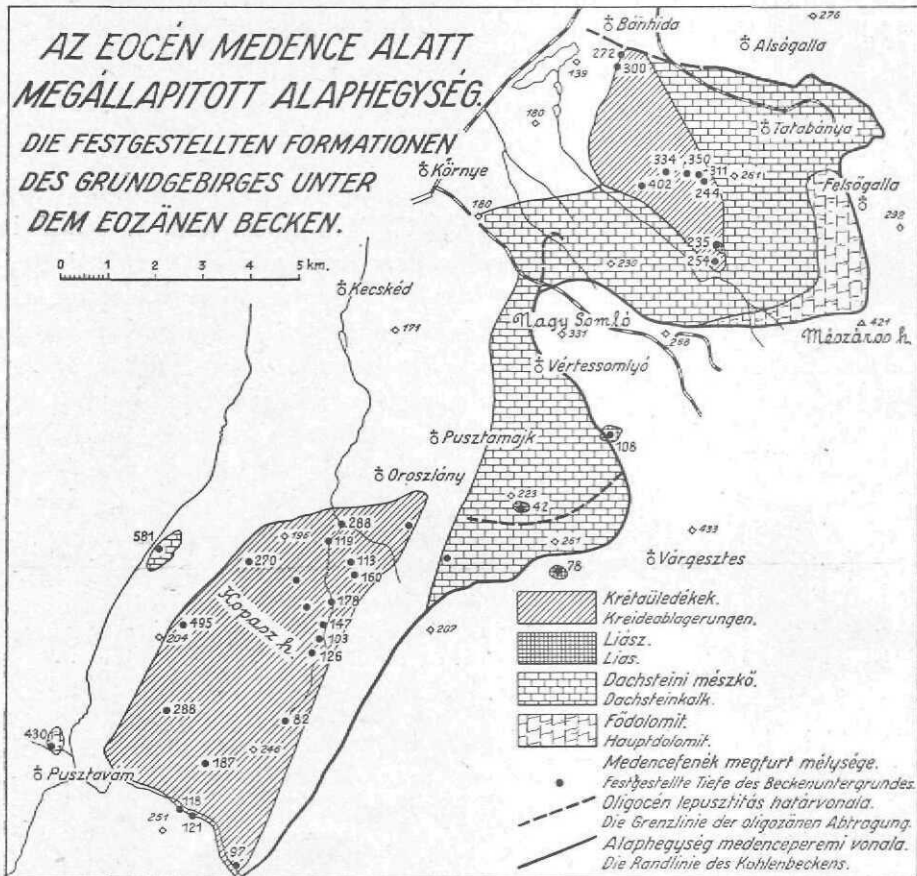 AZ EOCÉN MEDENCE ALATT
MEGÁLLAPITOTT ALAPHEGYSÉG.
DIE FESTGESTELLTEN FORMATIONEN
DES GRUNDGEBIRGES UNTER
DEM EOZÄNEN BECKEN.
0 1 2 3 5 km.
276
Bánhida
Alsógalla
272
300
139
180
Tatabánya
Környe
334 350
311
261
402
244
Felsőgalla
180
292
235
254
230
Kecskéd
171
Nagy Somló
331
268
421
Mészáros h.
Vértessomlyó
Pusztamajk
108
Oroszlány
223
42
261
433
Várgesztes
78
581
196
288
119
270
113
160
178
Kopasz h.
495
204
147
103
126
207
288
82
246
430
187
Pusztavám
118
251
121
97
Krétaüledékek.
Kreideablagerungen.
Liász.
Lias.
Dachsteini mészkő.
Dachsteinkalk.
Fődolomit.
Hauptdolomit.
Medencefenék megfurt mélysége.
Festgestellte Tiefe des Beckenuntergrundes.
Oligocén lepusztitás határvonala.
Die Grenzlinie der oligozänen Abtragung.
Alaphegység medenceperemi vonala.
Die Randlinie des Kohlenbeckens.